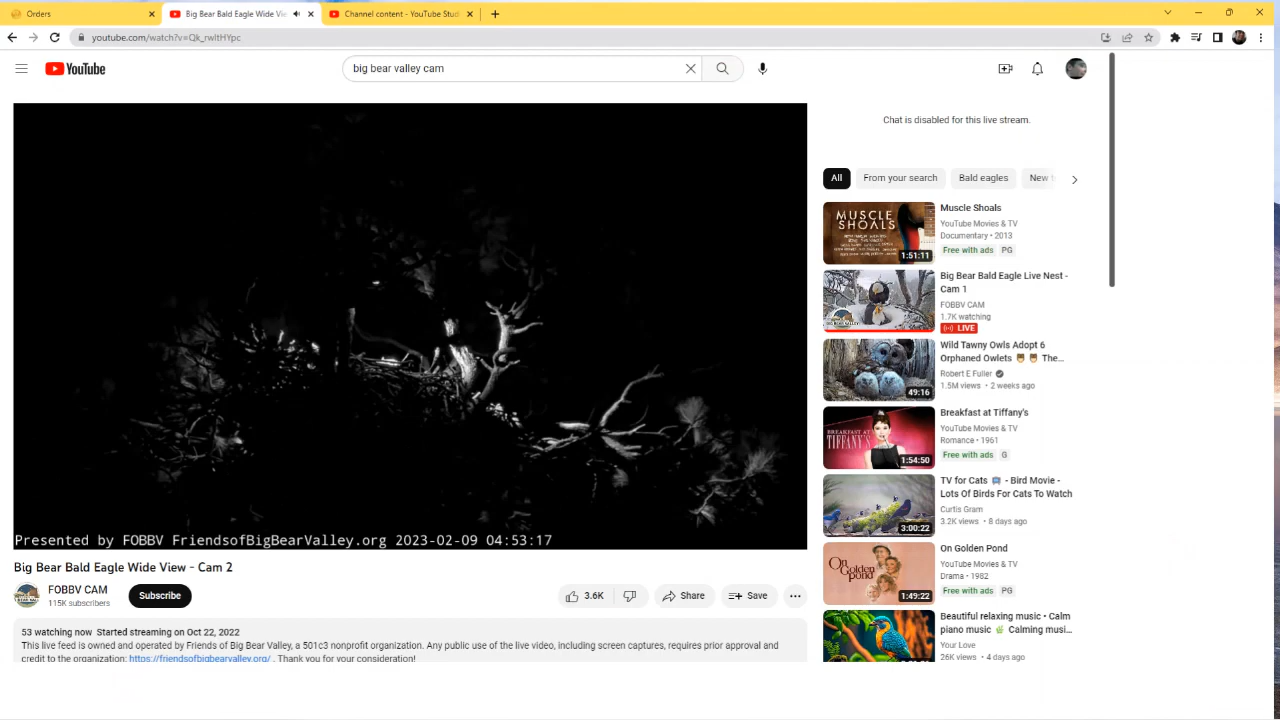 Orders
Big Bear Bald Eagle Wide Vie
Channel content - YouTube Stud
youtube.com/watch?v=Qk_rwItHYpc
YouTube
big bear valley cam
Chat is disabled for this live stream.
All
From your search
Bald eagles
New t
MUSCLE
SHOALS
1:51:11
Muscle Shoals
YouTube Movies & TV
Documentary • 2013
Free with ads PG
Big Bear Bald Eagle Live Nest -
Cam 1
FOBBV CAM
1.7K watching
LIVE
49:16
Wild Tawny Owls Adopt 6
Orphaned Owlets 🦉 🦉 The...
Robert E Fuller
1.5M views • 2 weeks ago
BREAKFAST AT
TIFFANY'S
1:54:50
Breakfast at Tiffany's
YouTube Movies & TV
Romance • 1961
Free with ads G
3:00:22
TV for Cats 📺 - Bird Movie -
Lots Of Birds For Cats To Watch
Curtis Gram
3.2K views • 8 days ago
On
Golden
Pond
1:49:22
On Golden Pond
YouTube Movies & TV
Drama • 1982
Free with ads PG
Beautiful relaxing music • Calm
piano music 🌿 Calming musi...
Your Love
26K views • 4 days ago
Presented by FOBBV FriendsofBigBearValley.org 2023-02-09 04:53:17
Big Bear Bald Eagle Wide View - Cam 2
FOBBV CAM
115K subscribers
Subscribe
3.6K
Share
Save
53 watching now Started streaming on Oct 22, 2022
This live feed is owned and operated by Friends of Big Bear Valley, a 501c3 nonprofit organization. Any public use of the live video, including screen captures, requires prior approval and
credit to the organization: https://friendsofbigbearvalley.org/ . Thank you for your consideration!